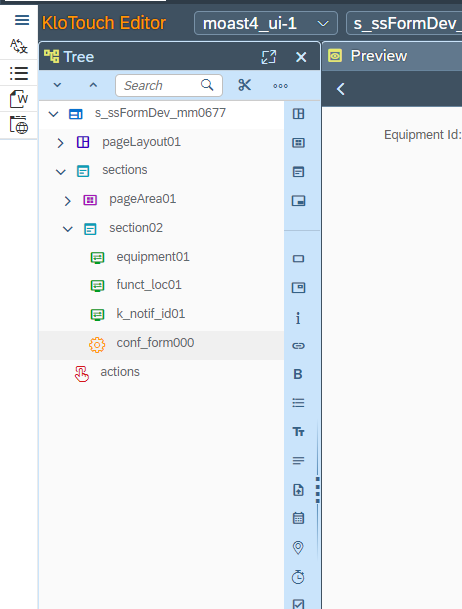 KloTouch Editor
moast4_ui-1
s_ssFormDev_
Tree
Preview
Search
s_ssFormDev_mm0677
pageLayout01
Equipment Id:
sections
pageArea01
section02
equipment01
funct_loc01
k_notif_id01
conf_form000
actions